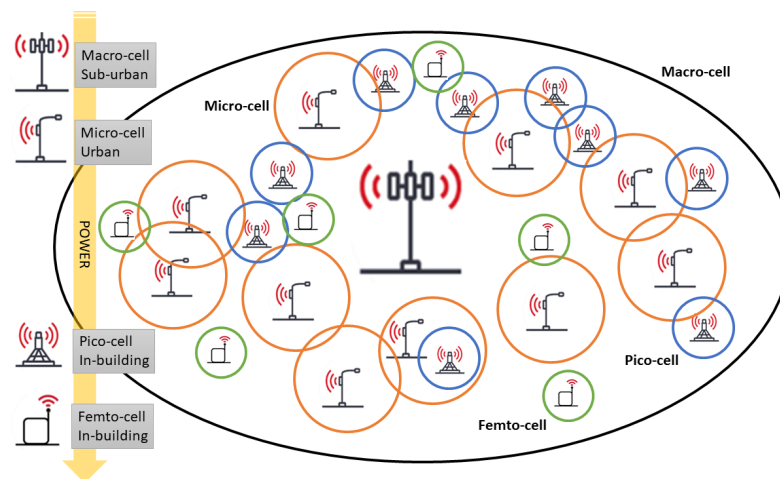 Macro-cell
Sub-urban
Micro-cell
Urban
POWER
Pico-cell
In-building
Femto-cell
In-building
Macro-cell
Micro-cell
Pico-cell
Femto-cell